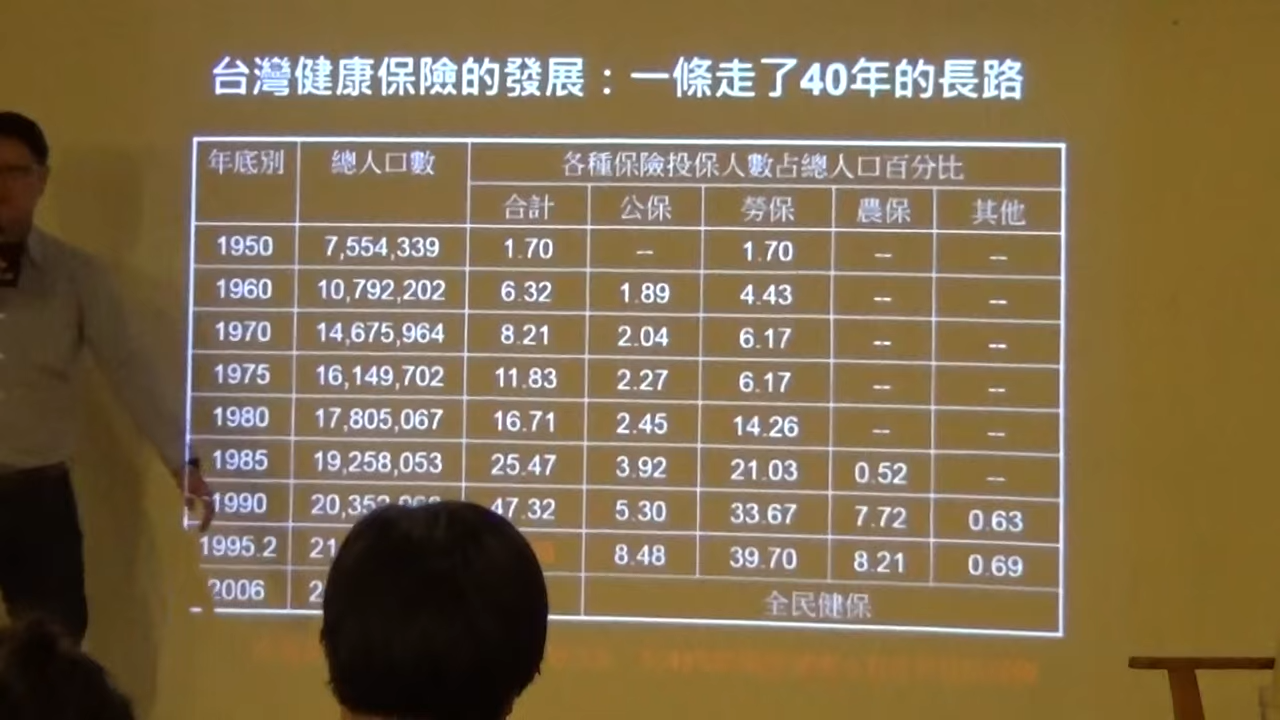 台灣健康保險的發展：一條走了40年的長路
年底別 總人口數 各種保險投保人數占總人口百分比
合計 公保 勞保 農保 其他
1950 7,554,339 1.70 -- 1.70 -- --
1960 10,792,202 6.32 1.89 4.43 -- --
1970 14,675,964 8.21 2.04 6.17 -- --
1975 16,149,702 11.83 2.27 6.17 -- --
1980 17,805,067 16.71 2.45 14.26 -- --
1985 19,258,053 25.47 3.92 21.03 0.52 --
1990 47.32 5.30 33.67 7.72 0.63
1995.2 8.48 39.70 8.21 0.69
2006 全民健保